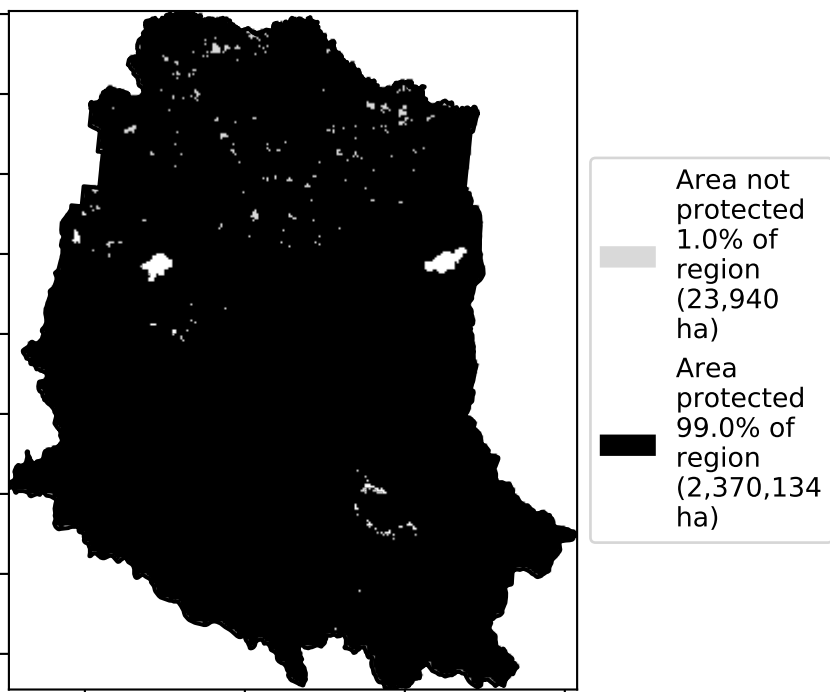 Area not
protected
1.0% of
region
(23,940
ha)
Area
protected
99.0% of
region
(2,370,134
ha)